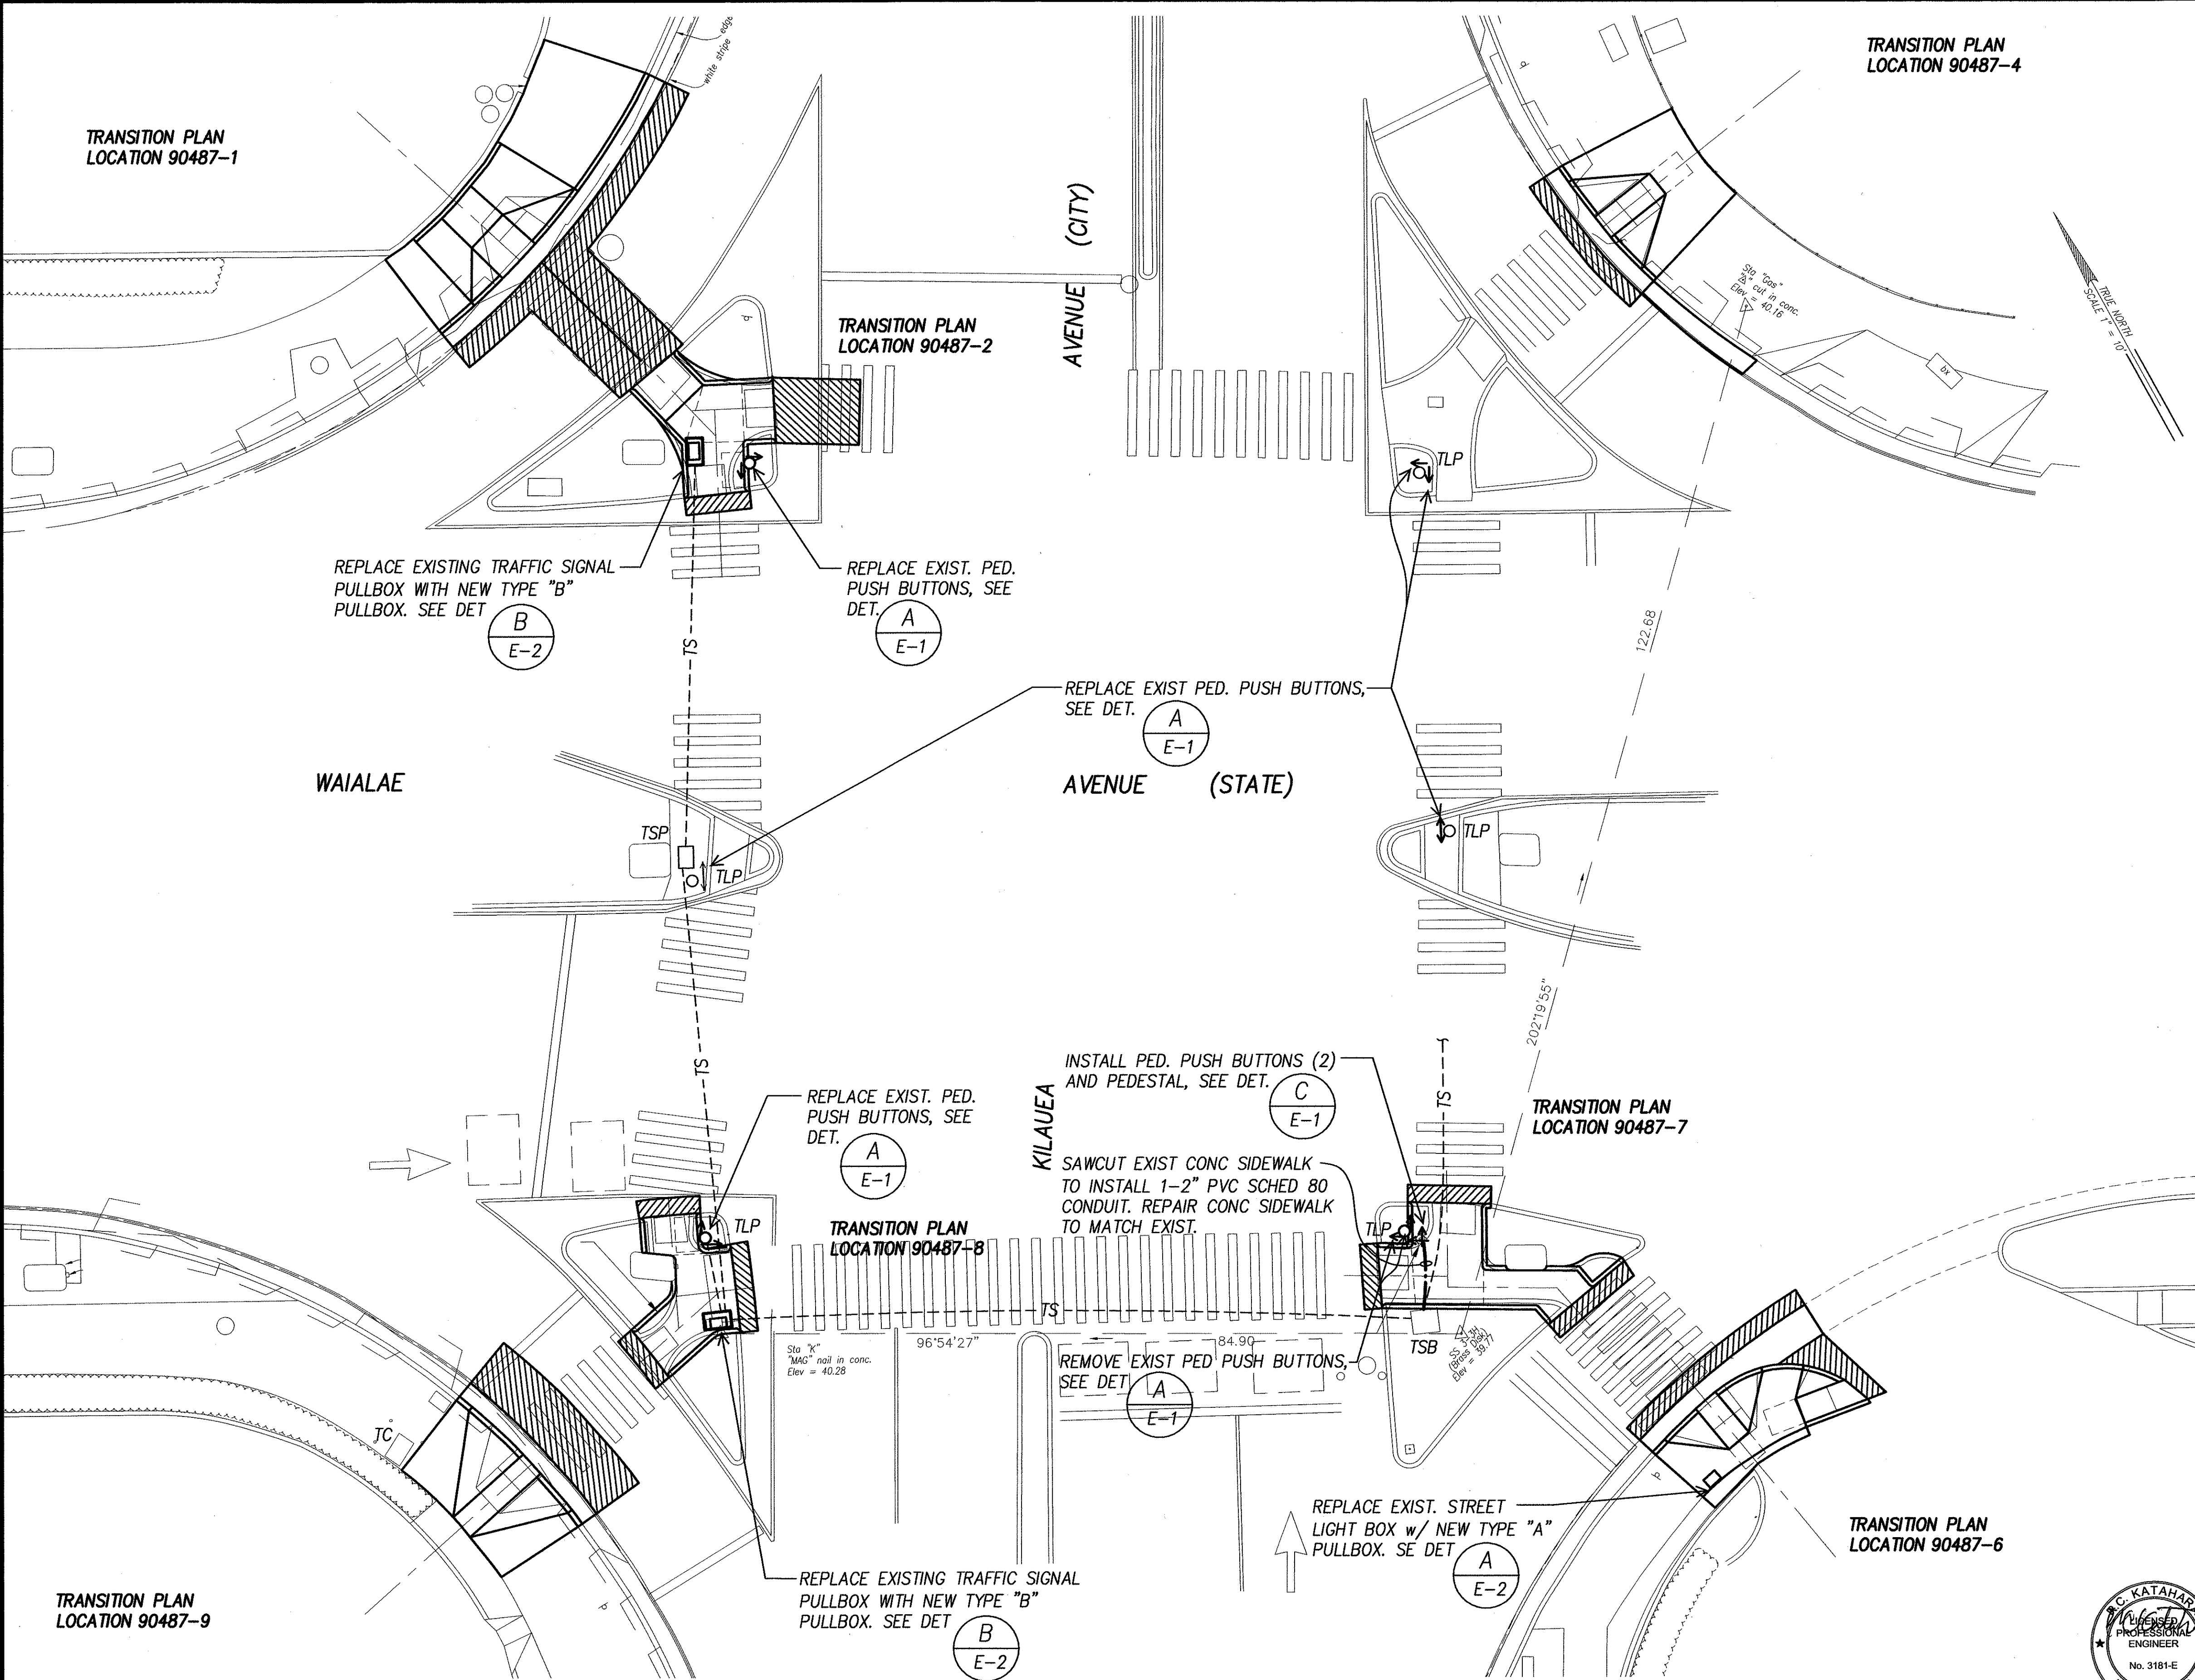 edge
white stripe
TRANSITION PLAN
LOCATION 90487-1
TRANSITION PLAN
LOCATION 90487-4
AVENUE (CITY)
Sta "Gas"
cut in conc.
Elev = 40.16
TRUE NORTH
SCALE 1" = 10'
bx
TRANSITION PLAN
LOCATION 90487-2
TLP
REPLACE EXISTING TRAFFIC SIGNAL
PULLBOX WITH NEW TYPE "B"
PULLBOX. SEE DET
B
E-2
REPLACE EXIST. PED.
PUSH BUTTONS, SEE
DET.
A
E-1
TS
122.68
REPLACE EXIST PED. PUSH BUTTONS,
SEE DET.
A
E-1
WAIALAE
AVENUE (STATE)
TSP
TLP
TLP
202°19'55"
TS
TS
REPLACE EXIST. PED.
PUSH BUTTONS, SEE
DET.
A
E-1
KILAUEA
INSTALL PED. PUSH BUTTONS (2)
AND PEDESTAL, SEE DET.
C
E-1
TRANSITION PLAN
LOCATION 90487-7
SAWCUT EXIST CONC SIDEWALK
TO INSTALL 1-2" PVC SCHED 80
CONDUIT. REPAIR CONC SIDEWALK
TO MATCH EXIST.
TLP
TRANSITION PLAN
LOCATION 90487-8
TLP
TS
96°54'27"
84.90
Sta "K"
"MAG" nail in conc.
Elev = 40.28
TSB
(Brass Disk)
Elev = 39.77
REMOVE EXIST PED PUSH BUTTONS,
SEE DET
A
E-1
TC
REPLACE EXIST. STREET
LIGHT BOX w/ NEW TYPE "A"
PULLBOX. SE DET
A
E-2
TRANSITION PLAN
LOCATION 90487-6
REPLACE EXISTING TRAFFIC SIGNAL
PULLBOX WITH NEW TYPE "B"
PULLBOX. SEE DET
B
E-2
TRANSITION PLAN
LOCATION 90487-9
LICENSED
PROFESSIONAL
ENGINEER
No. 3181-E